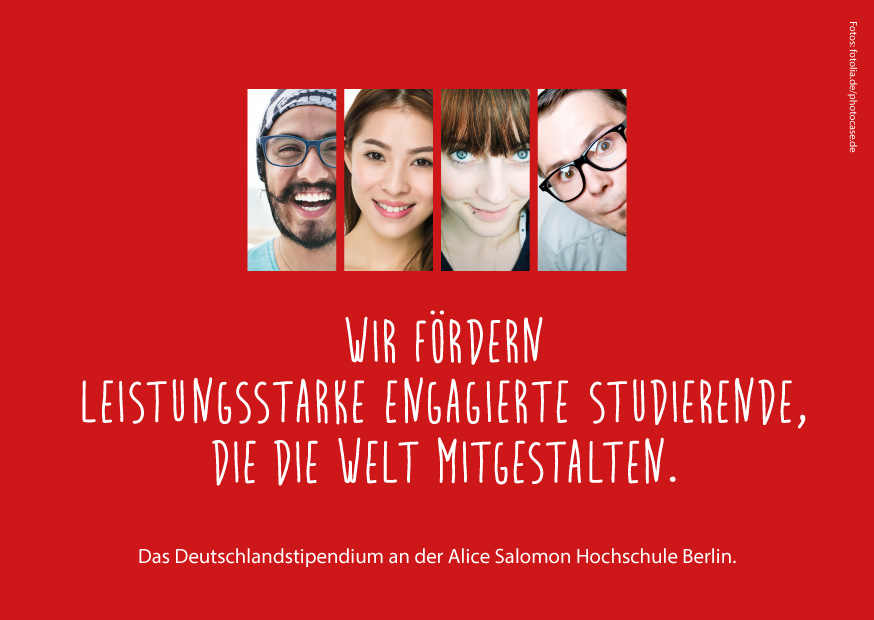 Fotos: fotolia.de/photocase.de
WIR FÖRDERN
LEISTUNGSSTARKE ENGAGIERTE STUDIERENDE,
DIE DIE WELT MITGESTALTEN.
Das Deutschlandstipendium an der Alice Salomon Hochschule Berlin.